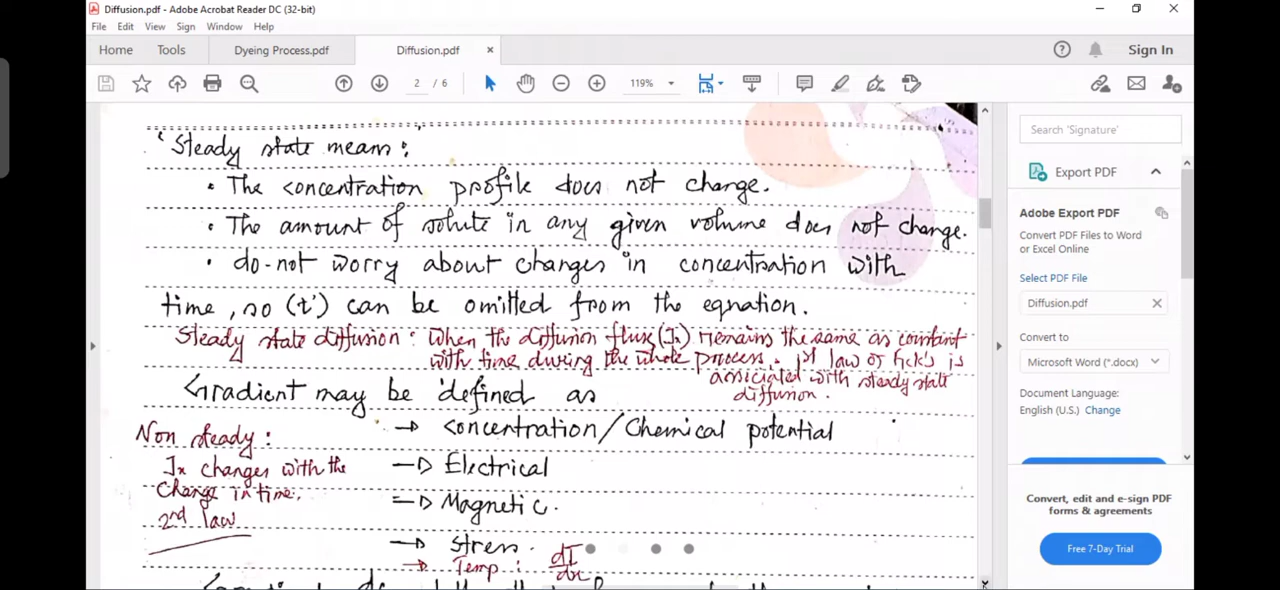 Diffusion.pdf - Adobe Acrobat Reader DC (32-bit)
File Edit View Sign Window Help
Home Tools Dyeing Process.pdf Diffusion.pdf × Sign In
2 / 6 119%
Steady state means:
• The concentration profile does not change.
• The amount of solute in any given volume does not change.
• do-not worry about changes in concentration with
time, so (t) can be omitted from the equation.
Steady state diffusion: When the diffusion flux (Jx) remains the same as constant
with time during the whole process. 1st law of Fick's is
associated with steady state
diffusion.
Gradient may be defined as
→ Concentration/Chemical potential
Non steady:
Jx changes with the
change in time.
2nd law
→ Electrical
→ Magnetic.
→ Stress.
→ Temp: dT/dx
Search 'Signature'
Export PDF
Adobe Export PDF
Convert PDF Files to Word
or Excel Online
Select PDF File
Diffusion.pdf ×
Convert to
Microsoft Word (*.docx)
Document Language:
English (U.S.) Change
Convert, edit and e-sign PDF
forms & agreements
Free 7-Day Trial